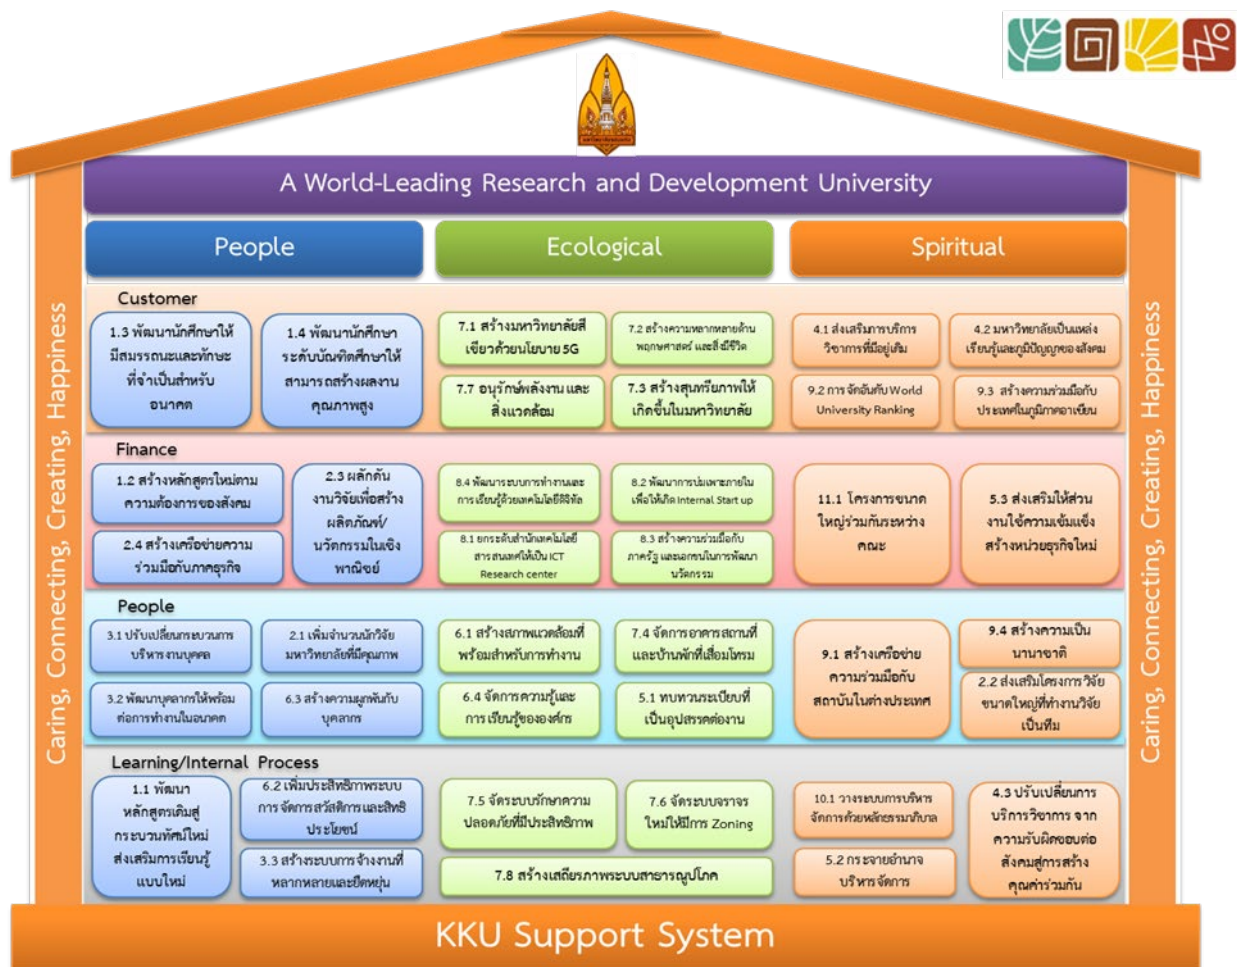 A World-Leading Research and Development University
People
Ecological
Spiritual
Caring, Connecting, Creating, Happiness
Customer
1.3 พัฒนานักศึกษาให้
มีสมรรถนะและทักษะ
ที่จำเป็นสำหรับ
อนาคต
1.4 พัฒนานักศึกษา
ระดับบัณฑิตศึกษาให้
สามารถสร้างผลงาน
คุณภาพสูง
7.1 สร้างมหาวิทยาลัยสี
เขียวด้วยนโยบาย 5G
7.2 สร้างความหลากหลายด้าน
พฤกษศาสตร์ และสิ่งมีชีวิต
7.7 อนุรักษ์พลังงาน และ
สิ่งแวดล้อม
7.3 สร้างสุนทรียภาพให้
เกิดขึ้นในมหาวิทยาลัย
4.1 ส่งเสริมการบริการ
วิชาการที่มีอยู่เดิม
4.2 มหาวิทยาลัยเป็นแหล่ง
เรียนรู้และภูมิปัญญาของสังคม
9.2 การจัดอันดับ World
University Ranking
9.3 สร้างความร่วมมือกับ
ประเทศในภูมิภาคอาเซียน
Finance
1.2 สร้างหลักสูตรใหม่ตาม
ความต้องการของสังคม
2.4 สร้างเครือข่ายความ
ร่วมมือกับภาคธุรกิจ
2.3 ผลักดัน
งานวิจัยเพื่อสร้าง
ผลิตภัณฑ์/
นวัตกรรมในเชิง
พาณิชย์
8.4 พัฒนาระบบการทำงานและ
การเรียนรู้ด้วยเทคโนโลยีดิจิทัล
8.2 พัฒนาการบ่มเพาะภายใน
เพื่อให้เกิด Internal Start up
8.1 ยกระดับสำนักเทคโนโลยี
สารสนเทศให้เป็น ICT
Research center
8.3 สร้างความร่วมมือกับ
ภาครัฐ และเอกชนในการพัฒนา
นวัตกรรม
11.1 โครงการขนาด
ใหญ่ร่วมกันระหว่าง
คณะ
5.3 ส่งเสริมให้ส่วน
งานใช้ความเข้มแข็ง
สร้างหน่วยธุรกิจใหม่
People
3.1 ปรับเปลี่ยนกระบวนการ
บริหารงานบุคคล
2.1 เพิ่มจำนวนนักวิจัย
มหาวิทยาลัยที่มีคุณภาพ
3.2 พัฒนาบุคลากรให้พร้อม
ต่อการทำงานในอนาคต
6.3 สร้างความผูกพันกับ
บุคลากร
6.1 สร้างสภาพแวดล้อมที่
พร้อมสำหรับการทำงาน
7.4 จัดการอาคารสถานที่
และบ้านพักที่เสื่อมโทรม
6.4 จัดการความรู้และ
การเรียนรู้ขององค์กร
5.1 ทบทวนระเบียบที่
เป็นอุปสรรคต่องาน
9.1 สร้างเครือข่าย
ความร่วมมือกับ
สถาบันในต่างประเทศ
9.4 สร้างความเป็น
นานาชาติ
2.2 ส่งเสริมโครงการวิจัย
ขนาดใหญ่ที่ทำงานวิจัย
เป็นทีม
Learning/Internal Process
1.1 พัฒนา
หลักสูตรเดิมสู่
กระบวนทัศน์ใหม่
ส่งเสริมการเรียนรู้
แบบใหม่
6.2 เพิ่มประสิทธิภาพระบบ
การจัดการสวัสดิการและสิทธิ
ประโยชน์
3.3 สร้างระบบการจ้างงานที่
หลากหลายและยืดหยุ่น
7.5 จัดระบบรักษาความ
ปลอดภัยที่มีประสิทธิภาพ
7.6 จัดระบบจราจร
ใหม่ให้มีการ Zoning
7.8 สร้างเสถียรภาพระบบสาธารณูปโภค
10.1 วางระบบการบริหาร
จัดการด้วยหลักธรรมาภิบาล
5.2 กระจายอำนาจ
บริหารจัดการ
4.3 ปรับเปลี่ยนการ
บริการวิชาการ จาก
ความรับผิดชอบต่อ
สังคมสู่การสร้าง
คุณค่าร่วมกัน
Caring, Connecting, Creating, Happiness
KKU Support System